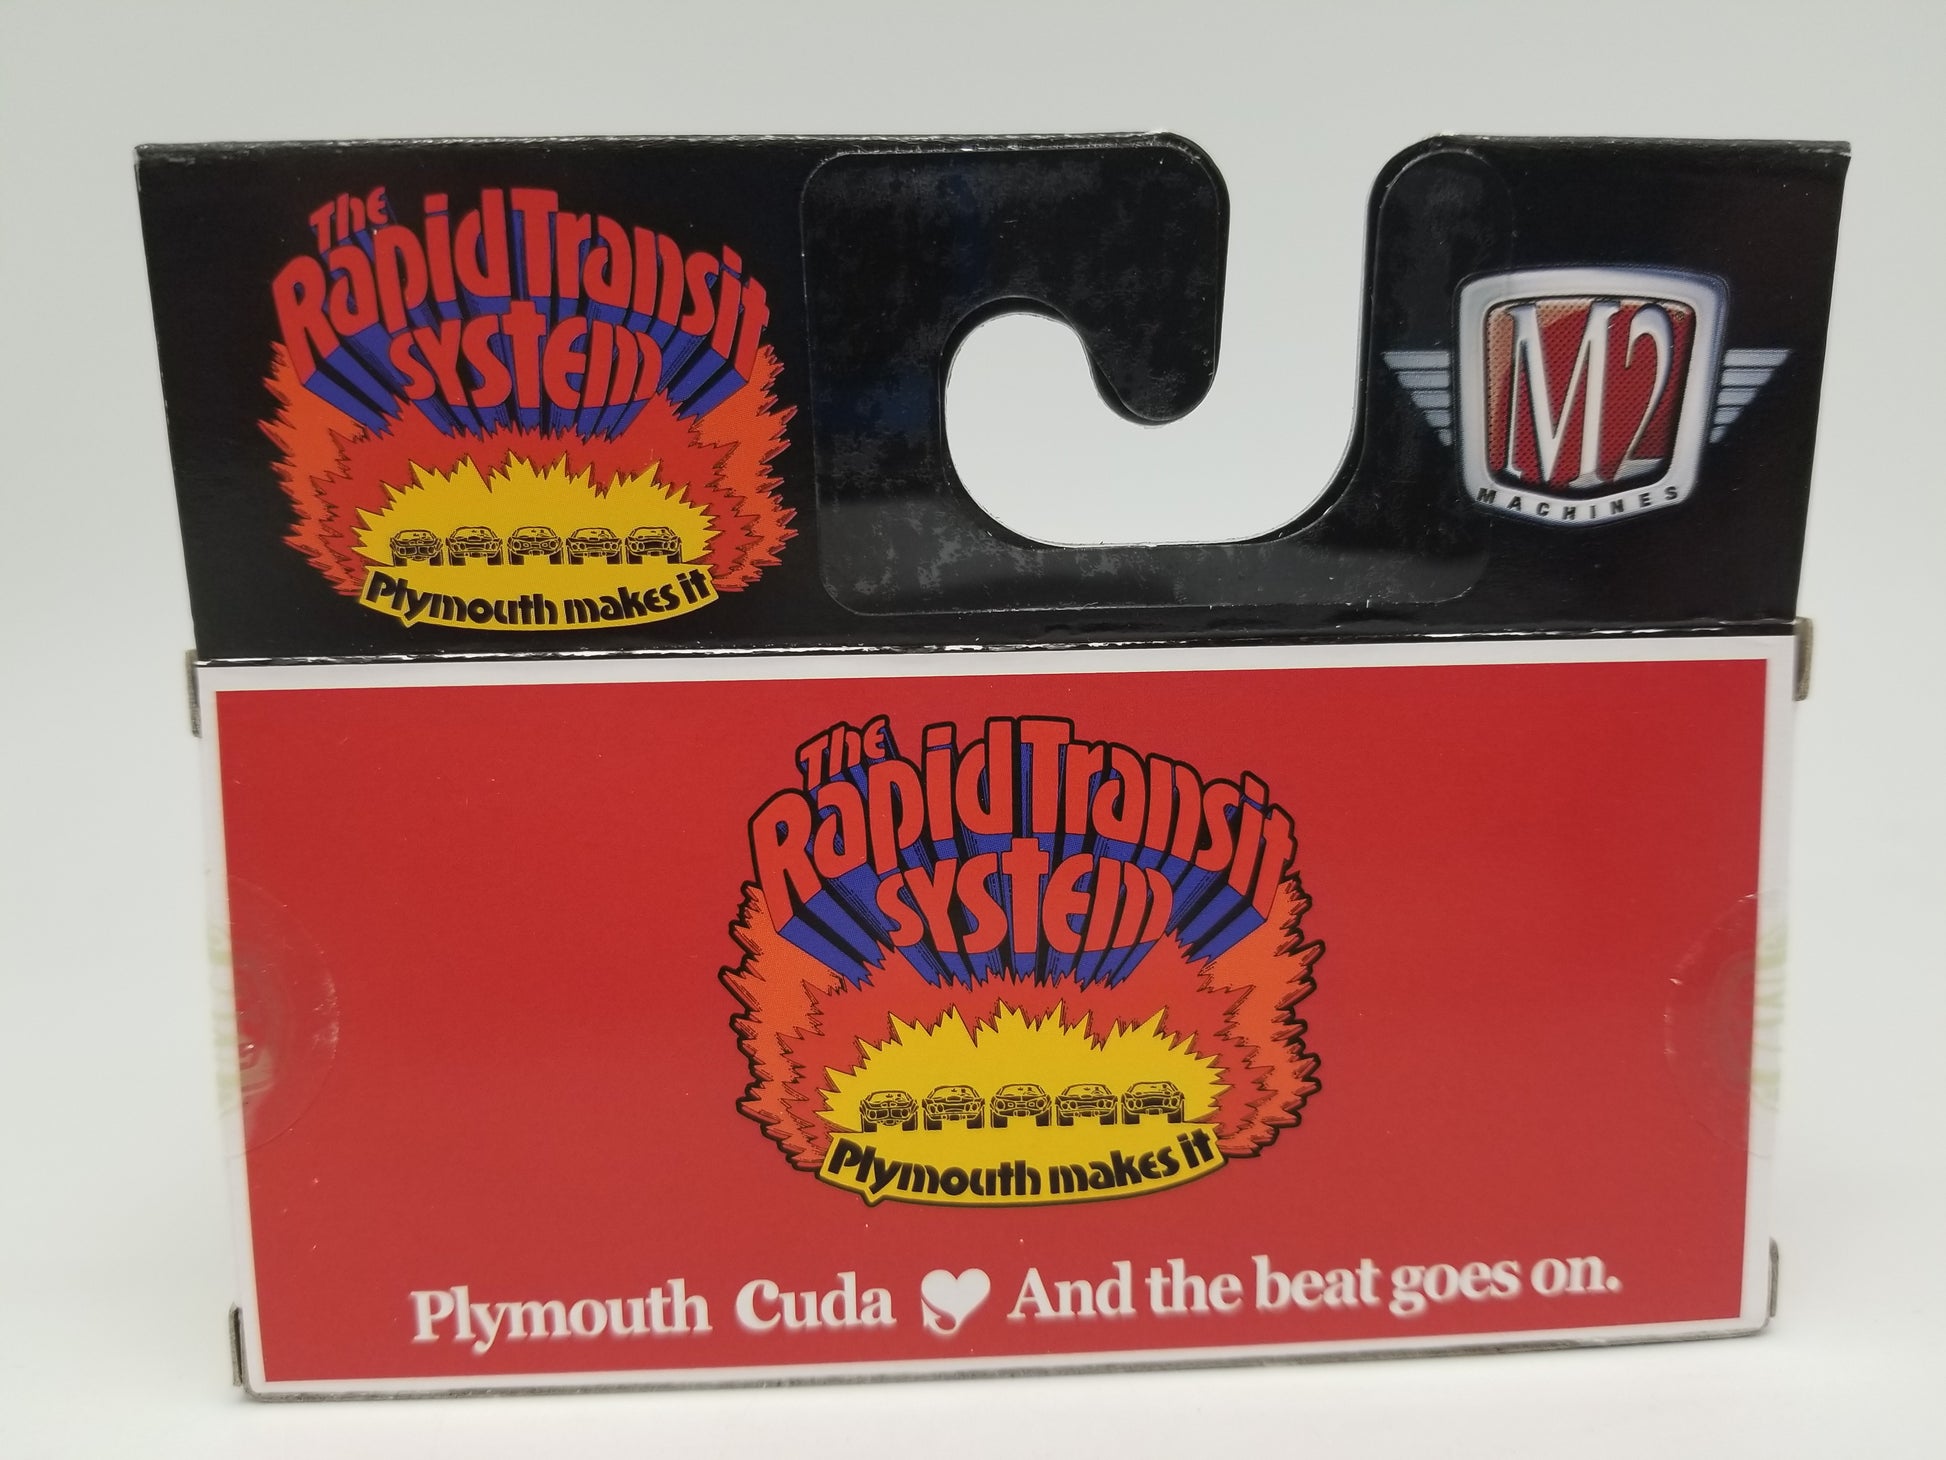 The
Rapid Transit
System
Plymouth makes it
M2
MACHINES
The
Rapid Transit
System
Plymouth makes it
Plymouth Cuda And the beat goes on.